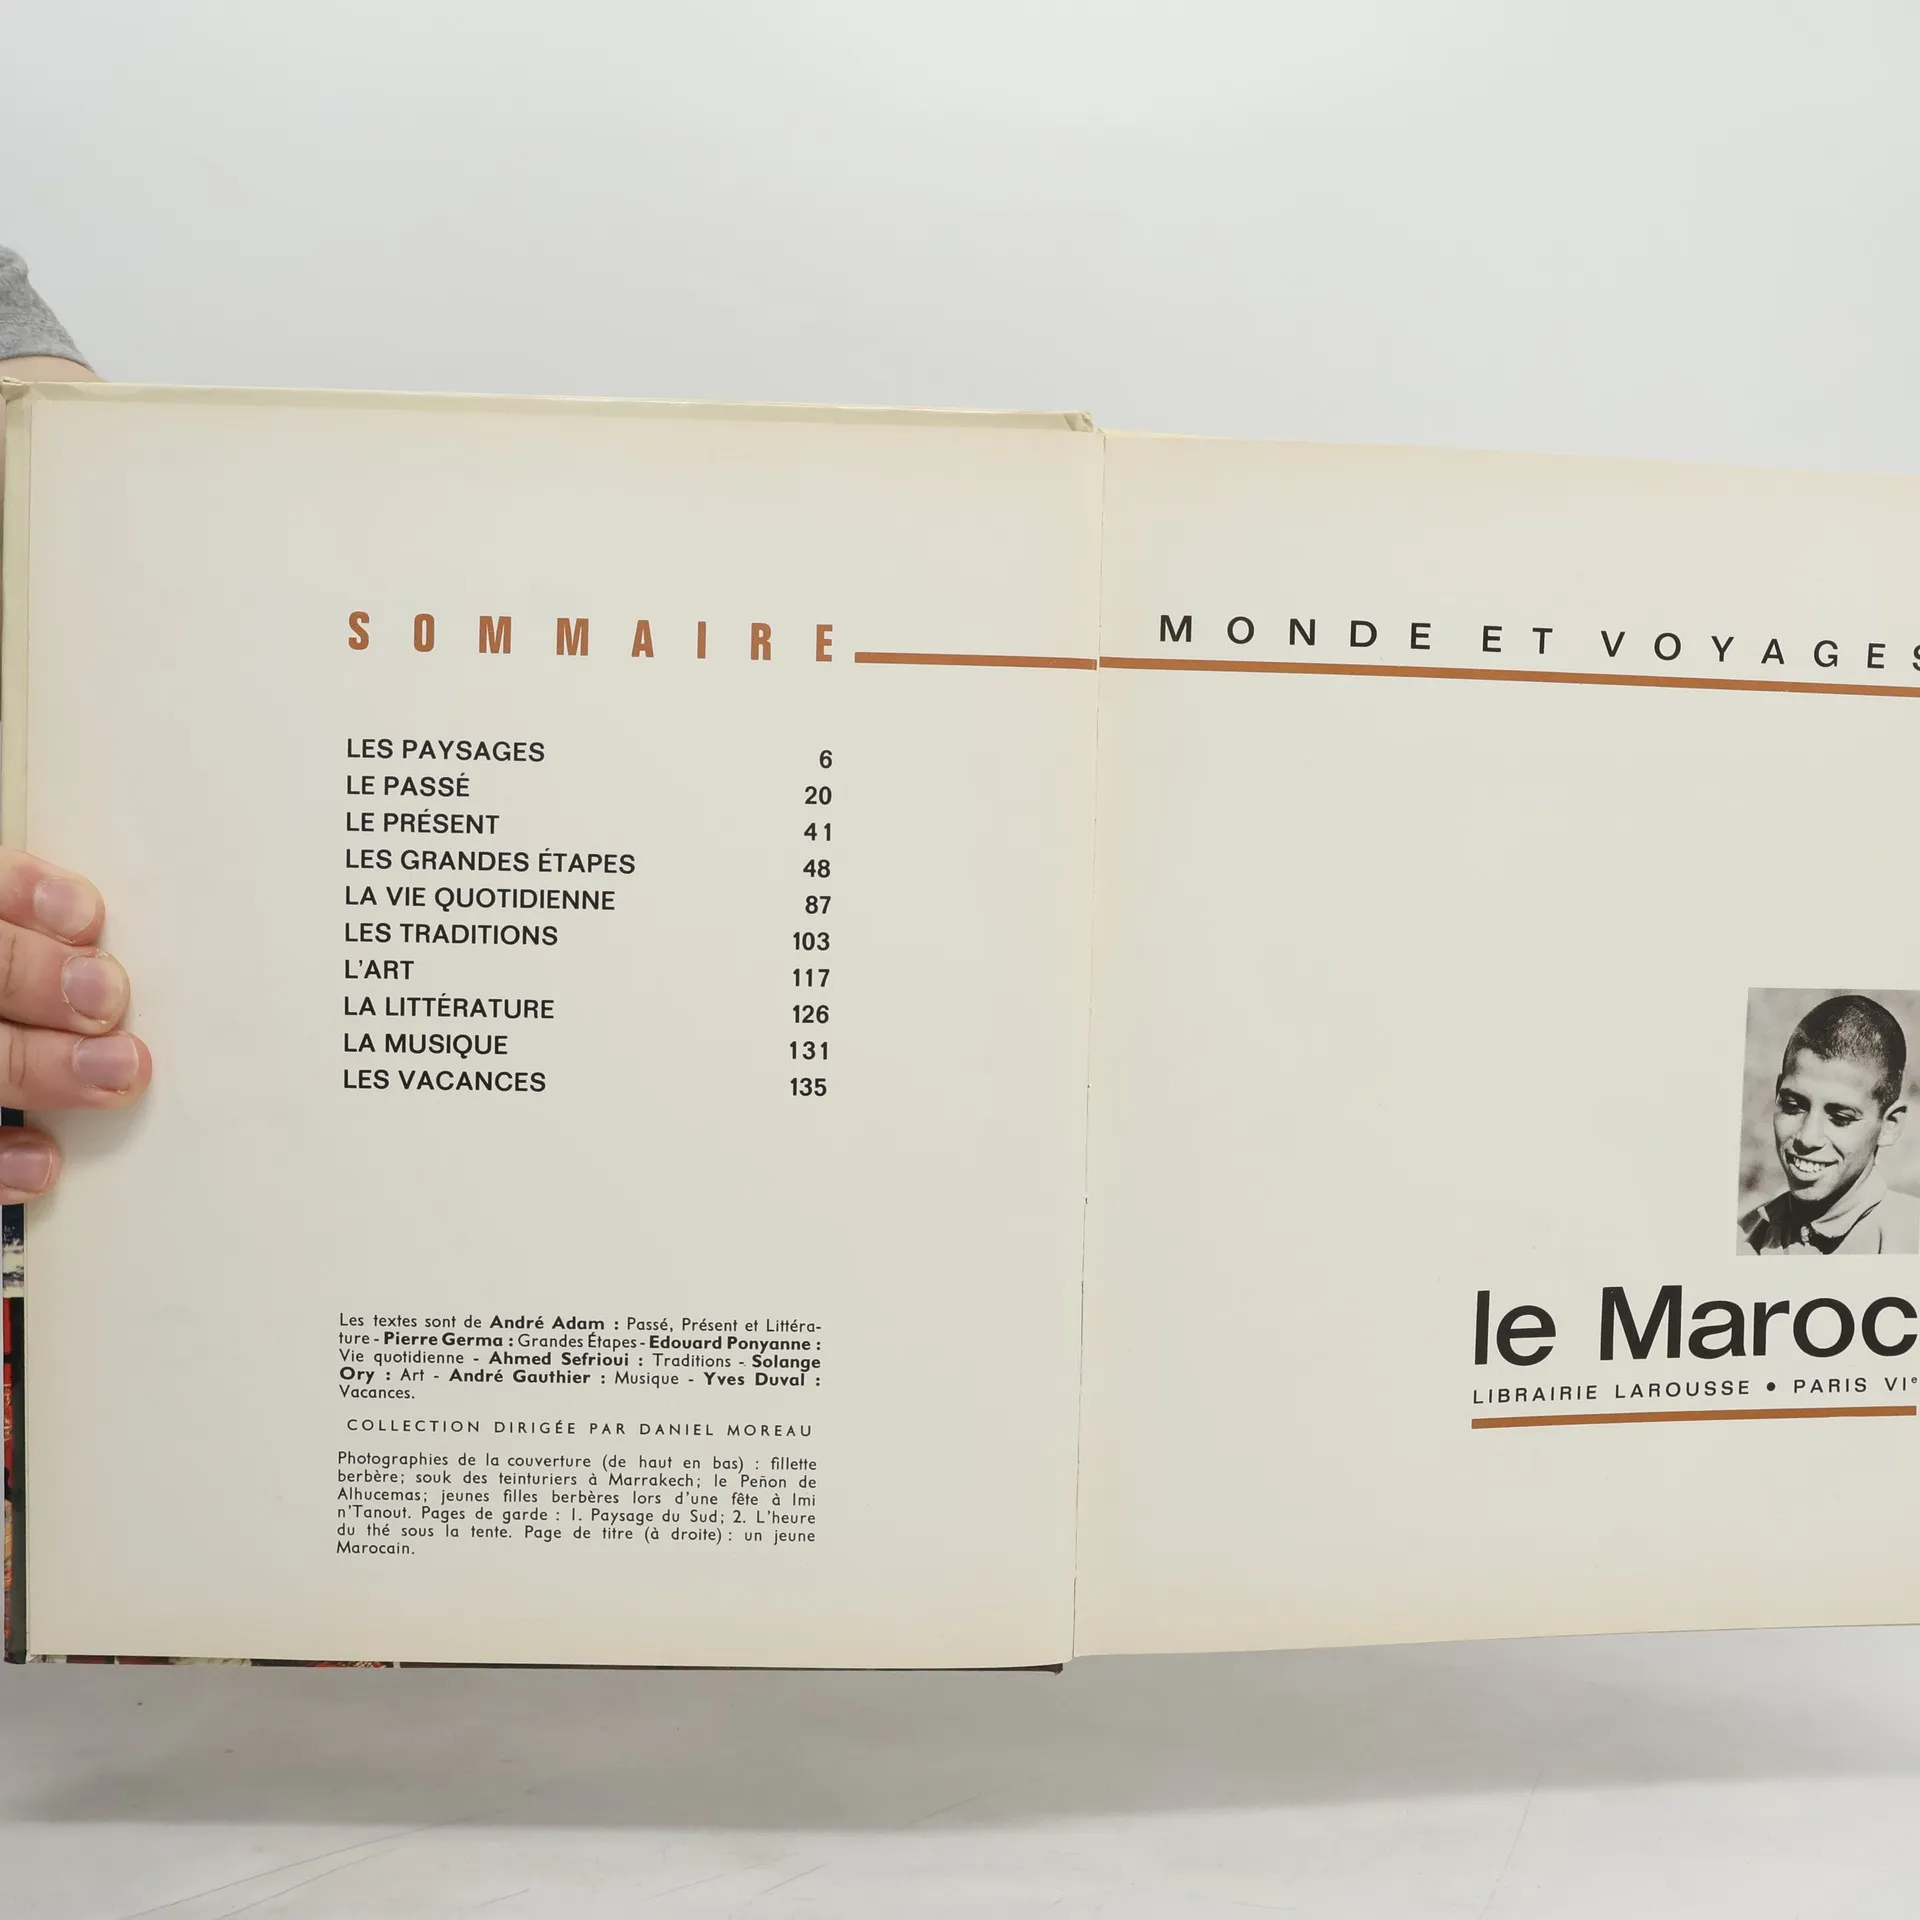 SOMMAIRE
LES PAYSAGES 6
LE PASSÉ 20
LE PRÉSENT 41
LES GRANDES ÉTAPES 48
LA VIE QUOTIDIENNE 87
LES TRADITIONS 103
L'ART 117
LA LITTÉRATURE 126
LA MUSIQUE 131
LES VACANCES 135
Les textes sont de André Adam : Passé, Présent et Littéra-
ture - Pierre Germa : Grandes Étapes - Edouard Ponyanne :
Vie quotidienne - Ahmed Sefrioui : Traditions - Solange
Ory : Art - André Gauthier : Musique - Yves Duval :
Vacances.
COLLECTION DIRIGÉE PAR DANIEL MOREAU
Photographies de la couverture (de haut en bas) : fillette
berbère; souk des teinturiers à Marrakech; le Peñon de
Alhucemas; jeunes filles berbères lors d'une fête à Imi
n'Tanout. Pages de garde : 1. Paysage du Sud; 2. L'heure
du thé sous la tente. Page de titre (à droite) : un jeune
Marocain.
MONDE ET VOYAGES
le Maroc
LIBRAIRIE LAROUSSE • PARIS VIe